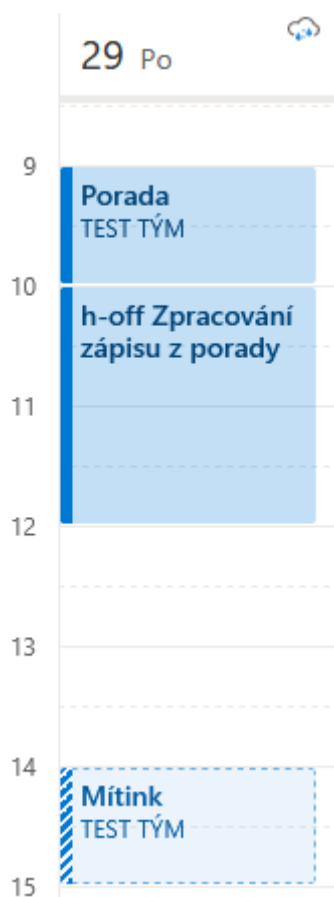 29 Po
9
Porada
TEST TÝM
10
h-off Zpracování
zápisu z porady
11
12
13
14
Mítink
TEST TÝM
15